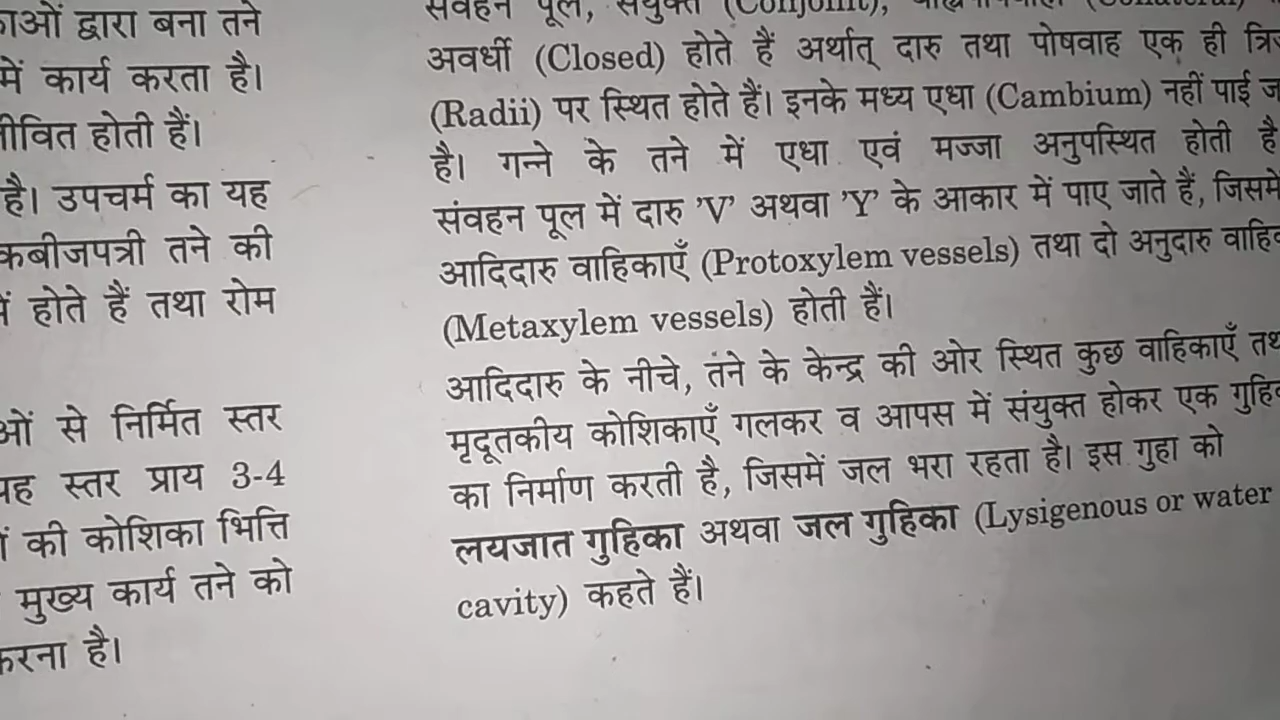 द्वारा बना तने
में कार्य करता है।
होती हैं।
है। उपचर्म का यह
तने की
होते हैं तथा रोम
से निर्मित स्तर
स्तर प्राय 3-4
की कोशिका भित्ति
मुख्य कार्य तने को
है।
संवहन पूल, संयुक्त (Conjoint),
अवर्धी (Closed) होते हैं अर्थात् दारु तथा पोषवाह एक ही
(Radii) पर स्थित होते हैं। इनके मध्य एधा (Cambium) नहीं पाई
है। गन्ने के तने में एधा एवं मज्जा अनुपस्थित होती है
संवहन पूल में दारु 'V' अथवा 'Y' के आकार में पाए जाते हैं, जिसमें
आदिदारु वाहिकाएँ (Protoxylem vessels) तथा दो अनुदारु
(Metaxylem vessels) होती हैं।
आदिदारु के नीचे, तने के केन्द्र की ओर स्थित कुछ वाहिकाएँ
मृदूतकीय कोशिकाएँ गलकर व आपस में संयुक्त होकर एक
का निर्माण करती है, जिसमें जल भरा रहता है। इस गुहा को
लयजात गुहिका अथवा जल गुहिका (Lysigenous or water
cavity) कहते हैं।